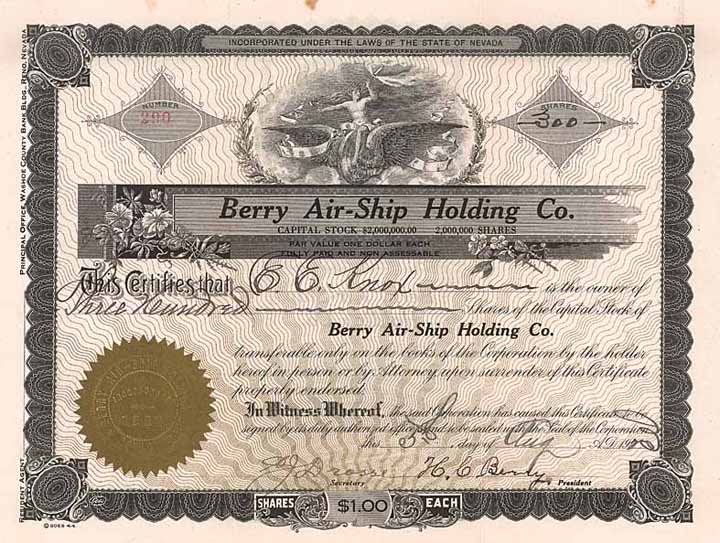 INCORPORATED UNDER THE LAWS OF THE STATE OF NEVADA
NUMBER
290
SHARES
300
Berry Air-Ship Holding Co.
CAPITAL STOCK $2,000,000.00 2,000,000 SHARES
PAR VALUE ONE DOLLAR EACH
FULLY PAID AND NON ASSESSABLE
This Certifies that C. E. Knox is the owner of
Three Hundred Shares of the Capital Stock of
Berry Air-Ship Holding Co.
transferable only on the books of the Corporation by the holder
hereof in person or by Attorney upon surrender of this Certificate
properly endorsed.
In Witness Whereof, the said Corporation has caused this Certificate to be
signed by its duly authorized officers and to be sealed with the Seal of the Corporation
this day of Aug A.D. 19
H. C. Berry
Secretary President
SHARES $1.00 EACH
PRINCIPAL OFFICE, WASHOE COUNTY BANK BLDG., RENO, NEVADA
RESIDENT AGENT
© GOES